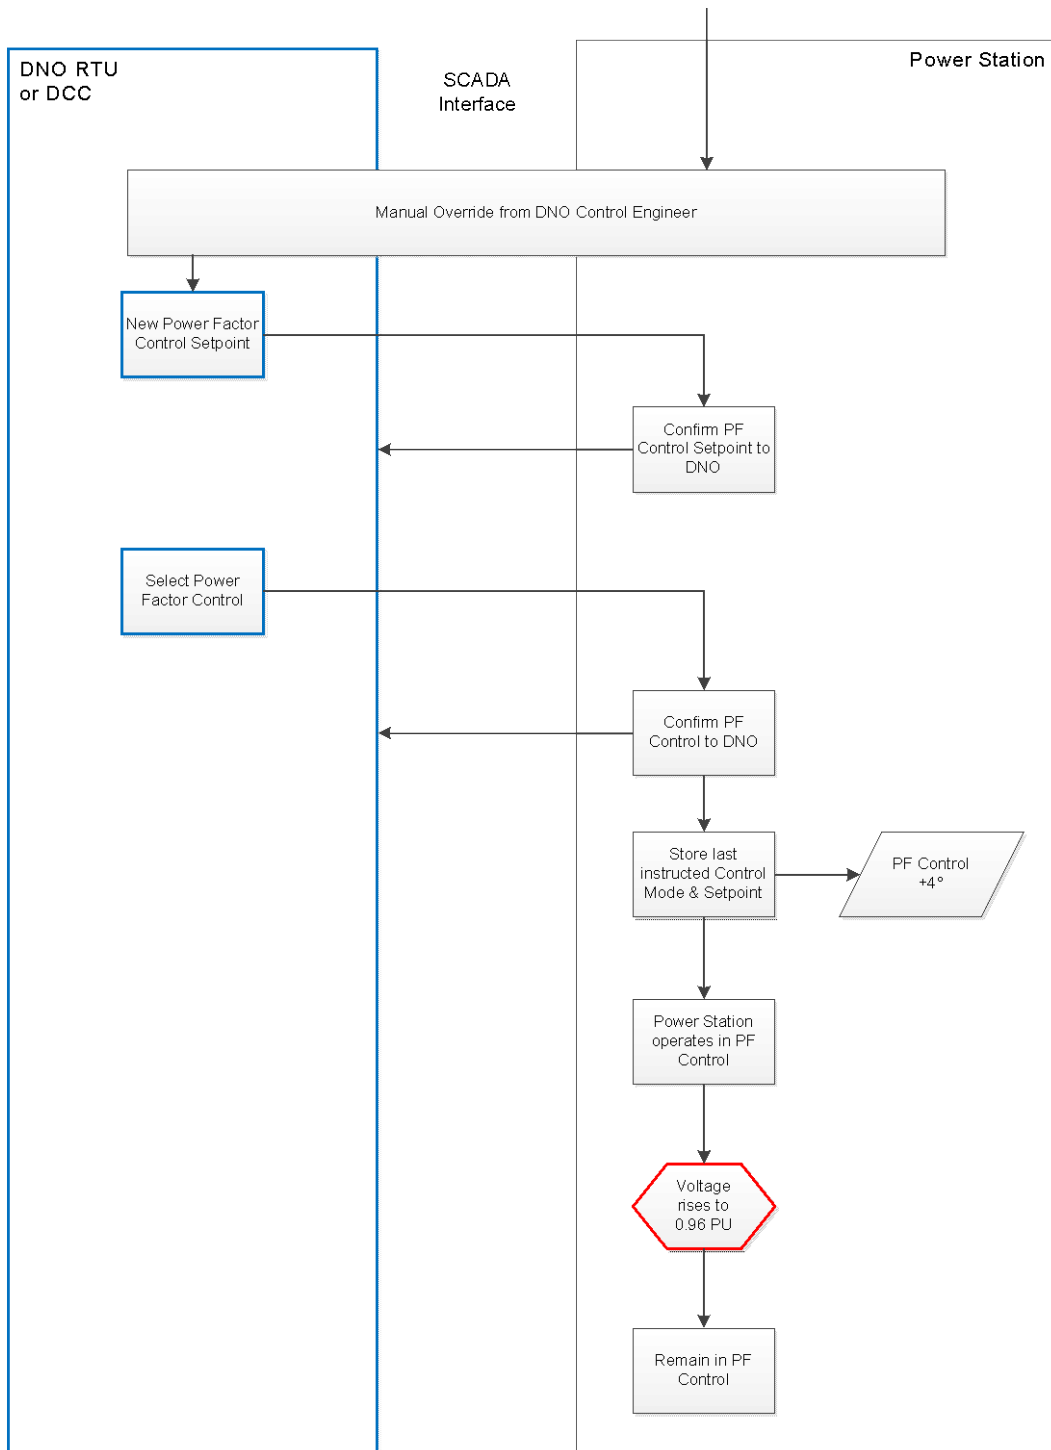 DNO RTU
or DCC
SCADA
Interface
Power Station
Manual Override from DNO Control Engineer
New Power Factor
Control Setpoint
Confirm PF
Control Setpoint to
DNO
Select Power
Factor Control
Confirm PF
Control to DNO
Store last
instructed Control
Mode & Setpoint
PF Control
+4°
Power Station
operates in PF
Control
Voltage
rises to
0.96 PU
Remain in PF
Control